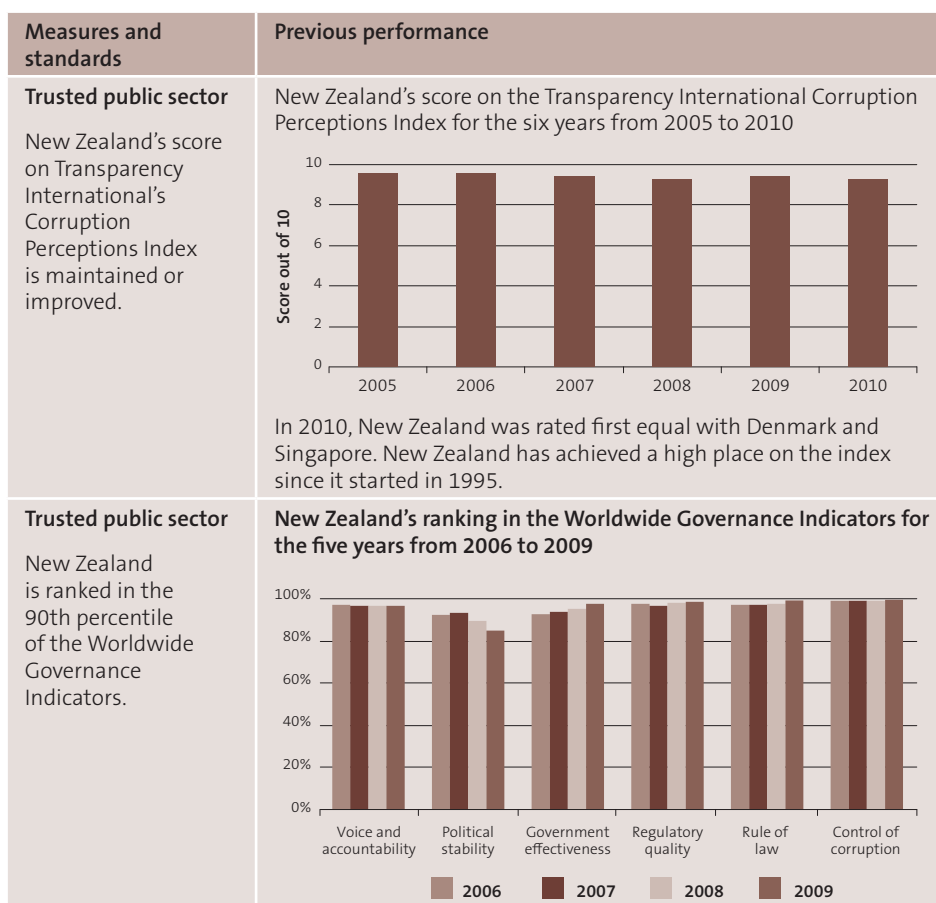 Measures and
standards
Previous performance
Trusted public sector
New Zealand’s score
on Transparency
International’s
Corruption
Perceptions Index
is maintained or
improved.
New Zealand’s score on the Transparency International Corruption
Perceptions Index for the six years from 2005 to 2010
Score out of 10
10
8
6
4
2
0
2005 2006 2007 2008 2009 2010
In 2010, New Zealand was rated first equal with Denmark and
Singapore. New Zealand has achieved a high place on the index
since it started in 1995.
Trusted public sector
New Zealand
is ranked in the
90th percentile
of the Worldwide
Governance
Indicators.
New Zealand’s ranking in the Worldwide Governance Indicators for
the five years from 2006 to 2009
100%
80%
60%
40%
20%
0%
Voice and
accountability
Political
stability
Government
effectiveness
Regulatory
quality
Rule of
law
Control of
corruption
2006 2007 2008 2009